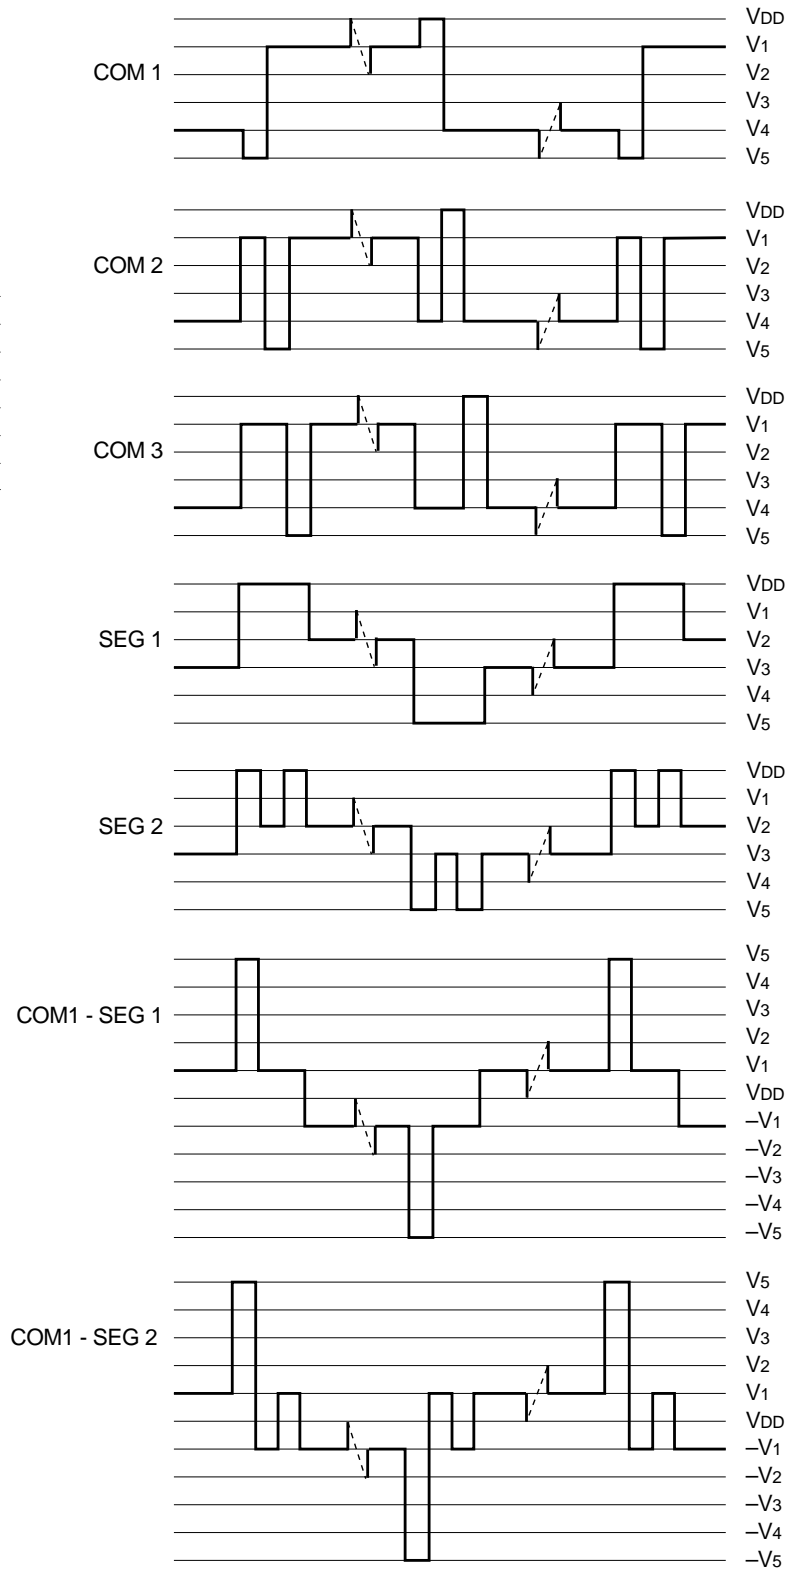 VDD
V1
COM 1 V2
V3
V4
V5
VDD
V1
COM 2 V2
V3
V4
V5
VDD
V1
COM 3 V2
V3
V4
V5
VDD
V1
SEG 1 V2
V3
V4
V5
VDD
V1
SEG 2 V2
V3
V4
V5
V5
V4
COM1 - SEG 1 V3
V2
V1
VDD
–V1
–V2
–V3
–V4
–V5
V5
V4
COM1 - SEG 2 V3
V2
V1
VDD
–V1
–V2
–V3
–V4
–V5